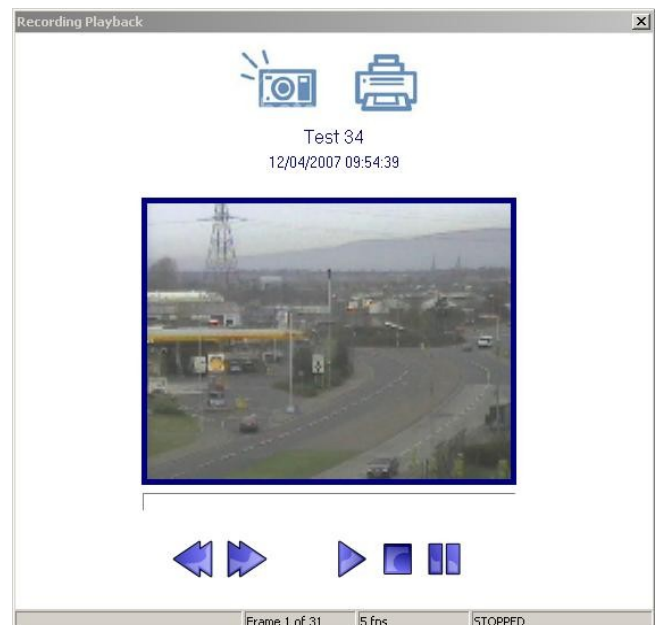 Recording Playback
Test 34
12/04/2007 09:54:39
Frame 1 of 31
5 fps
STOPPED